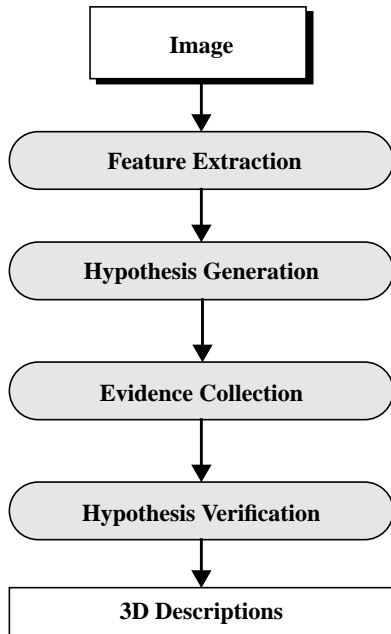 Image
Feature Extraction
Hypothesis Generation
Evidence Collection
Hypothesis Verification
3D Descriptions